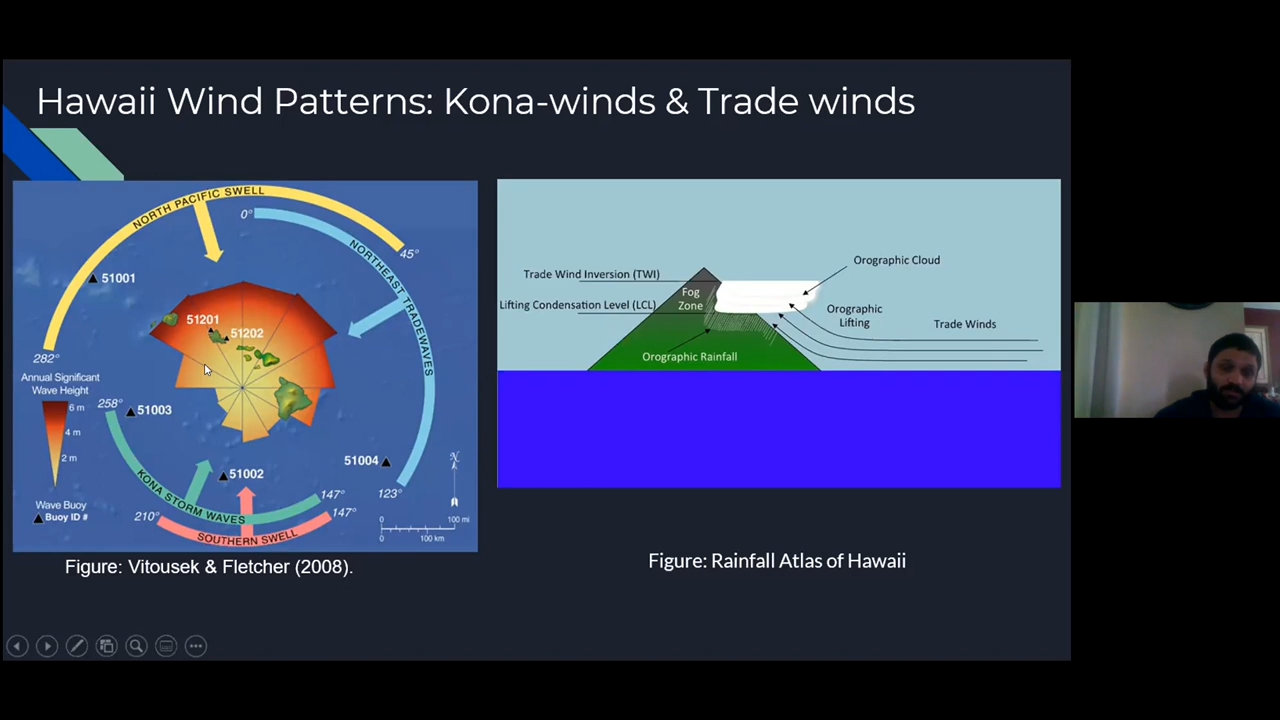 Hawaii Wind Patterns: Kona-winds & Trade winds
NORTH PACIFIC SWELL
0°
45°
NORTHEAST TRADEWAVES
51001
51201
51202
282°
Annual Significant
Wave Height
6 m
4 m
2 m
258°
51003
51002
51004
123°
KONA STORM WAVES
147°
210°
147°
SOUTHERN SWELL
Wave Buoy
Buoy ID #
N
0
100 mi
0
100 km
Figure: Vitousek & Fletcher (2008).
Trade Wind Inversion (TWI)
Orographic Cloud
Fog
Zone
Lifting Condensation Level (LCL)
Orographic
Lifting
Trade Winds
Orographic Rainfall
Figure: Rainfall Atlas of Hawaii